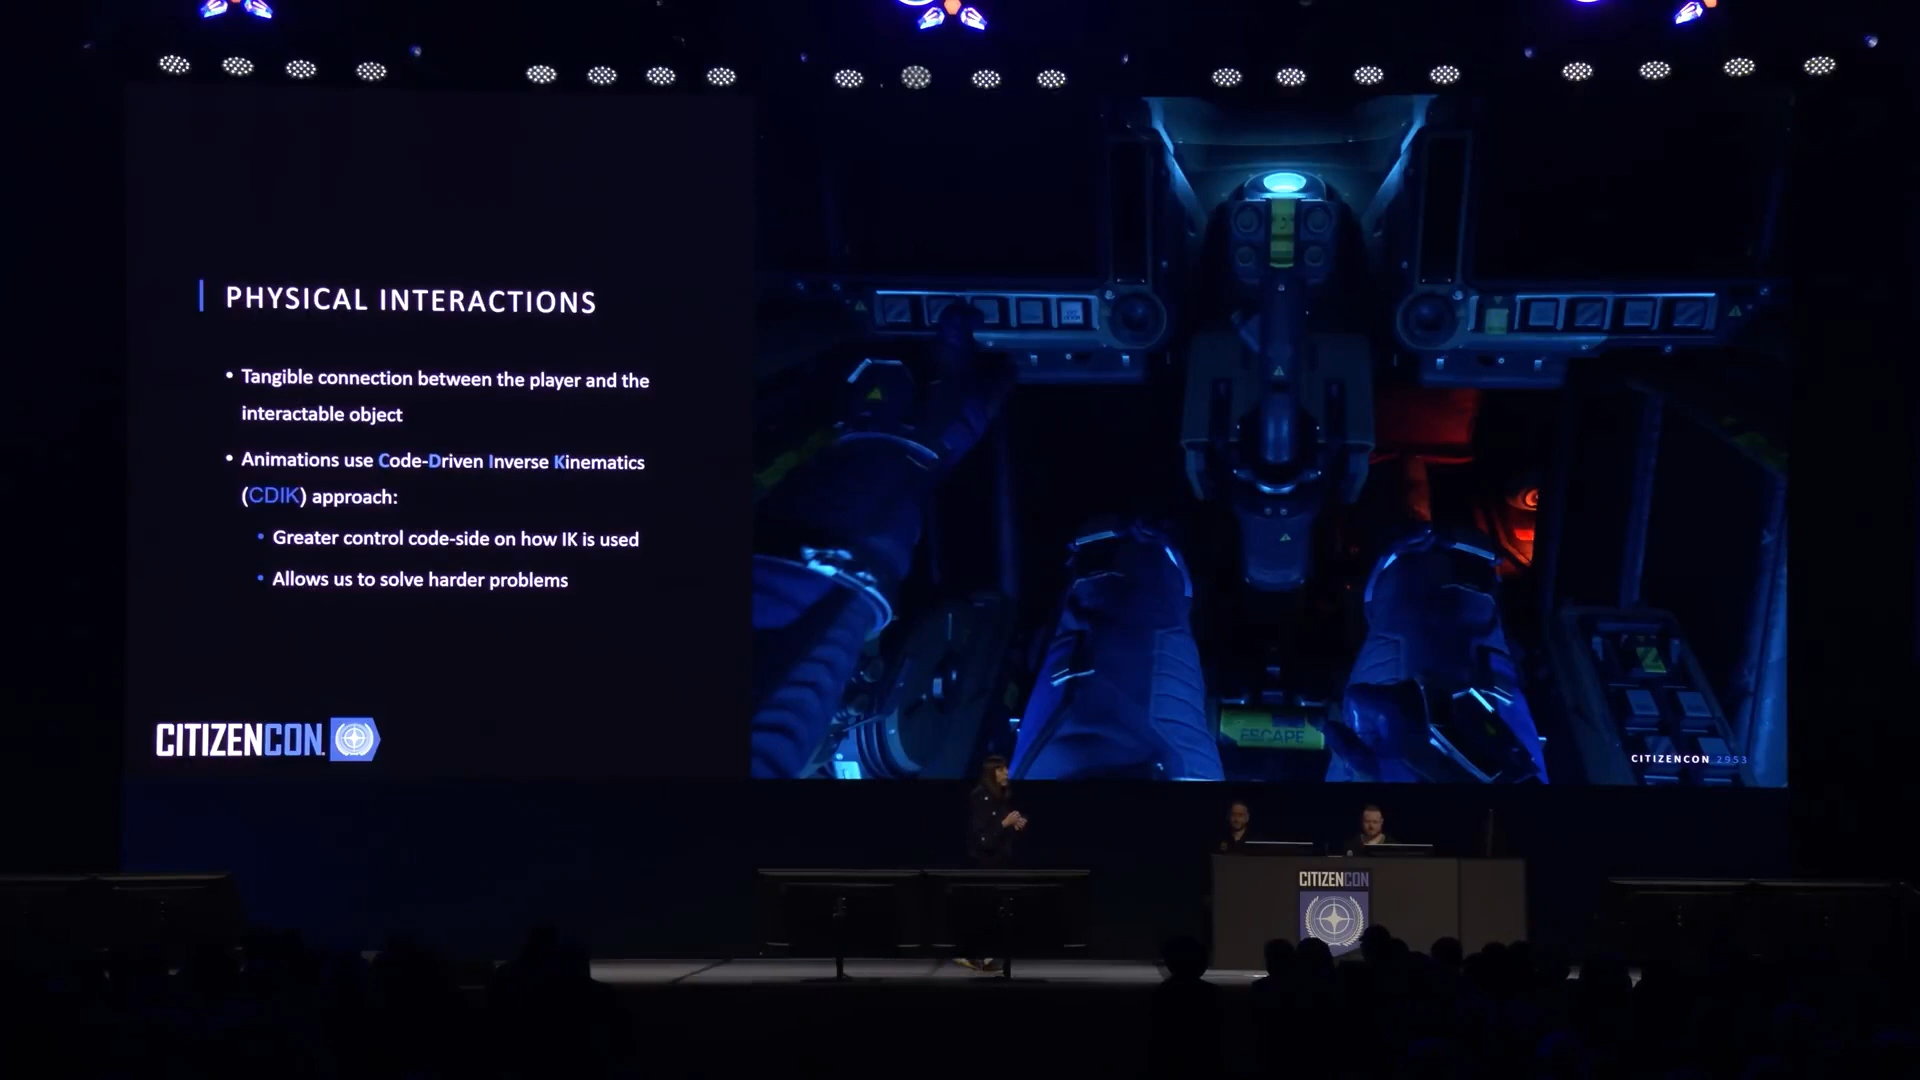 PHYSICAL INTERACTIONS
• Tangible connection between the player and the
interactable object
• Animations use Code-Driven Inverse Kinematics
(CDIK) approach:
• Greater control code-side on how IK is used
• Allows us to solve harder problems
CITIZENCON
ESCAPE
CITIZENCON 2953
CITIZENCON